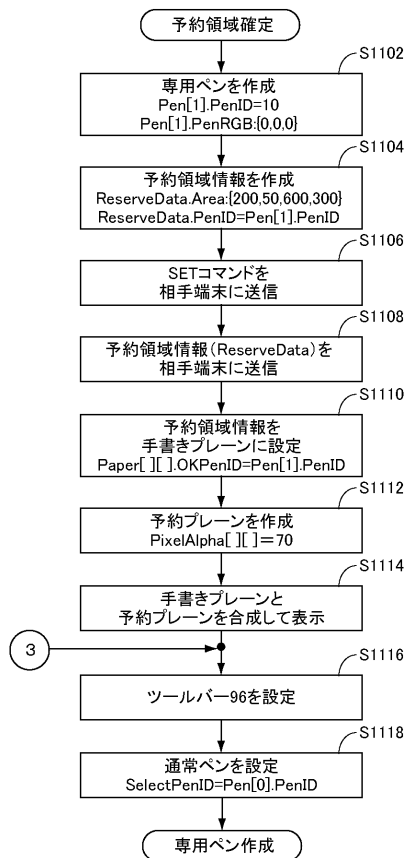 予約領域確定
S1102
専用ペンを作成
Pen[1].PenID=10
Pen[1].PenRGB:{0,0,0}
S1104
予約領域情報を作成
ReserveData.Area:{200,50,600,300}
ReserveData.PenID=Pen[1].PenID
S1106
SETコマンドを
相手端末に送信
S1108
予約領域情報(ReserveData)を
相手端末に送信
S1110
予約領域情報を
手書きプレーンに設定
Paper[ ][ ].OKPenID=Pen[1].PenID
S1112
予約プレーンを作成
PixelAlpha[ ][ ]=70
S1114
手書きプレーンと
予約プレーンを合成して表示
3
S1116
ツールバー96を設定
S1118
通常ペンを設定
SelectPenID=Pen[0].PenID
専用ペン作成